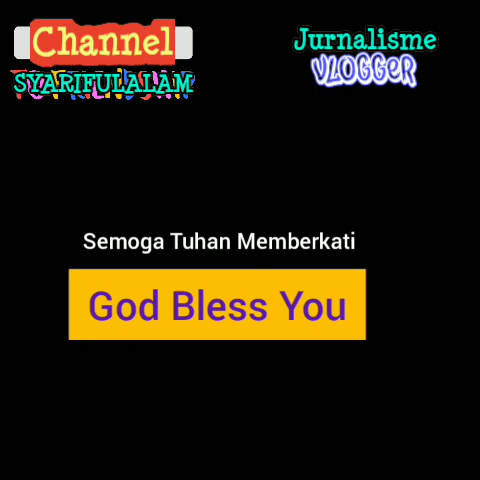 Channel
SYARIFULALAM
Jurnalisme
VLOGGeR
Semoga Tuhan Memberkati
God Bless You